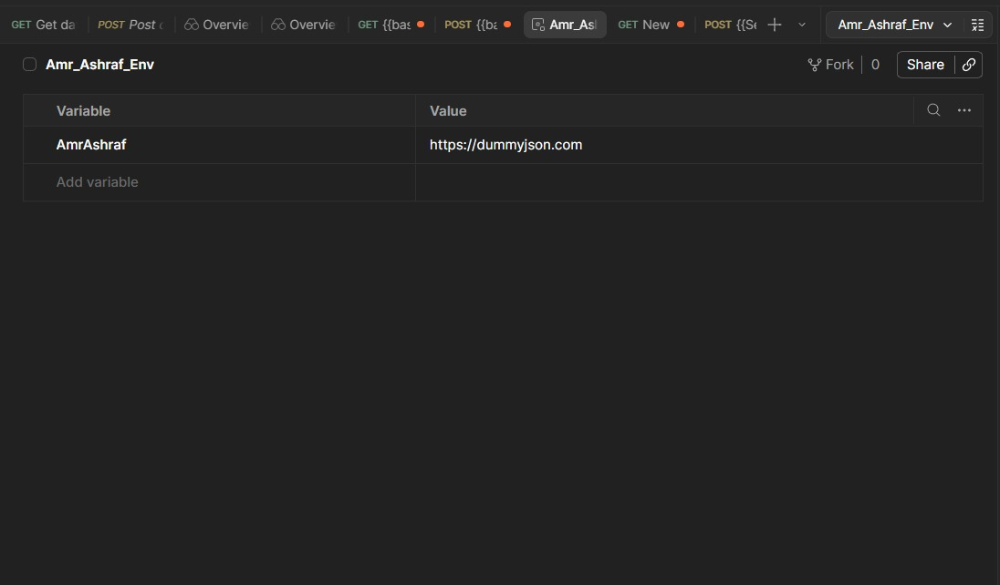 GET Get da POST Post Overvie Overvie GET {{bas POST {{ba Amr_As GET New POST {{Se Amr_Ashraf_Env
Amr_Ashraf_Env Fork 0 Share
Variable Value
AmrAshraf https://dummyjson.com
Add variable